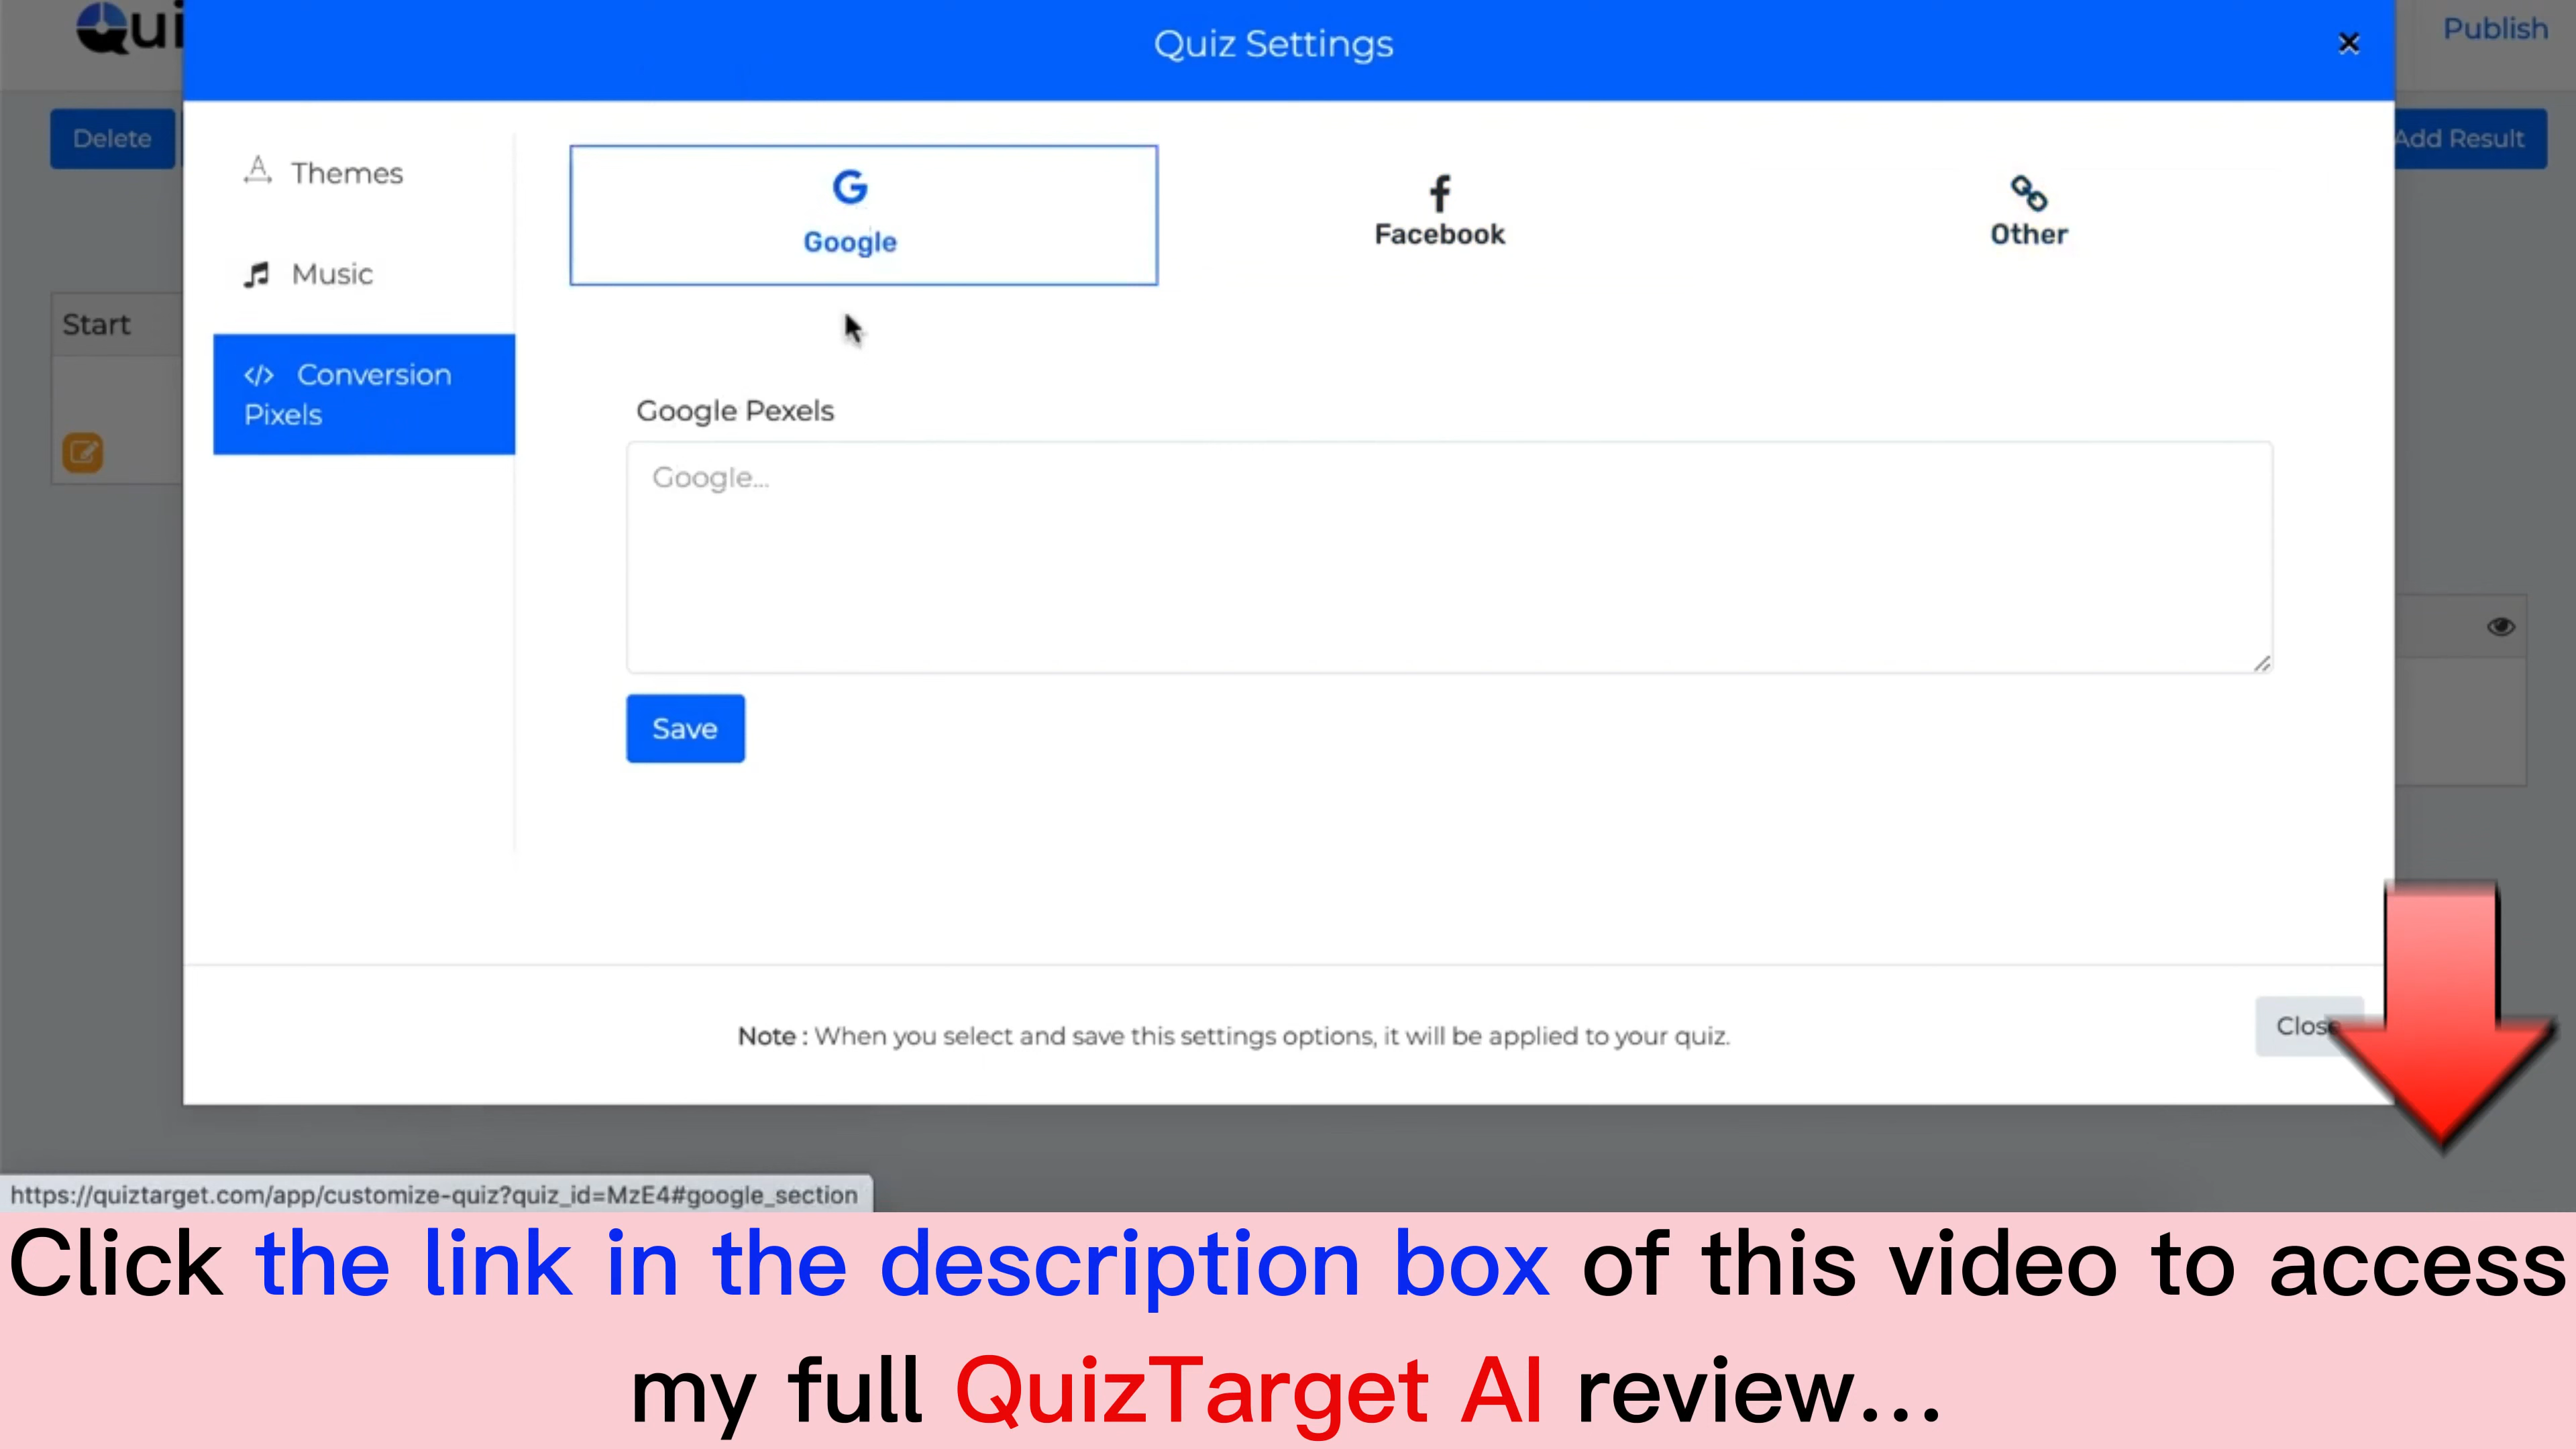 Qui
Quiz Settings
Publish
Delete
Add Result
Themes
Music
Conversion
Pixels
Google
Facebook
Other
Start
Google Pexels
Google...
Save
Note : When you select and save this settings options, it will be applied to your quiz.
Close
https://quiztarget.com/app/customize-quiz?quiz_id=MzE4#google_section
Click the link in the description box of this video to access
my full QuizTarget AI review...